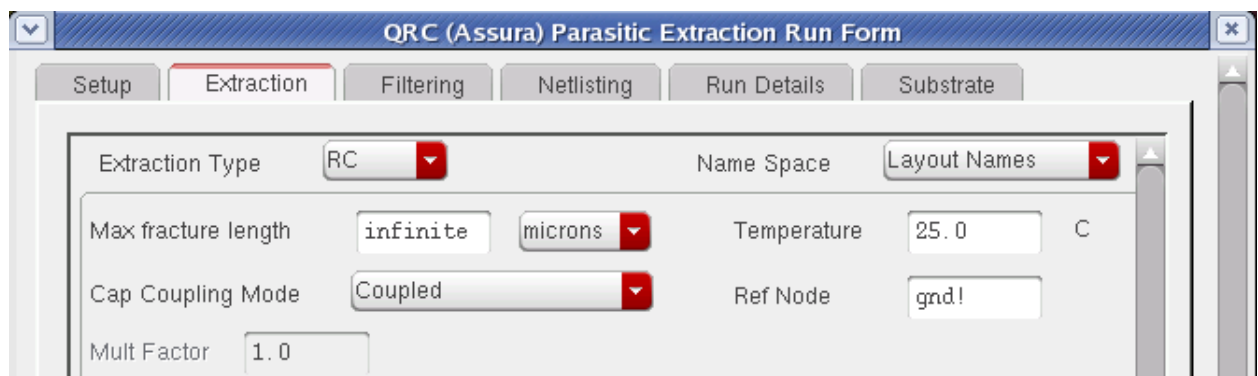 QRC (Assura) Parasitic Extraction Run Form
Setup Extraction Filtering Netlisting Run Details Substrate
Extraction Type RC Name Space Layout Names
Max fracture length infinite microns Temperature 25.0 C
Cap Coupling Mode Coupled Ref Node gnd!
Mult Factor 1.0